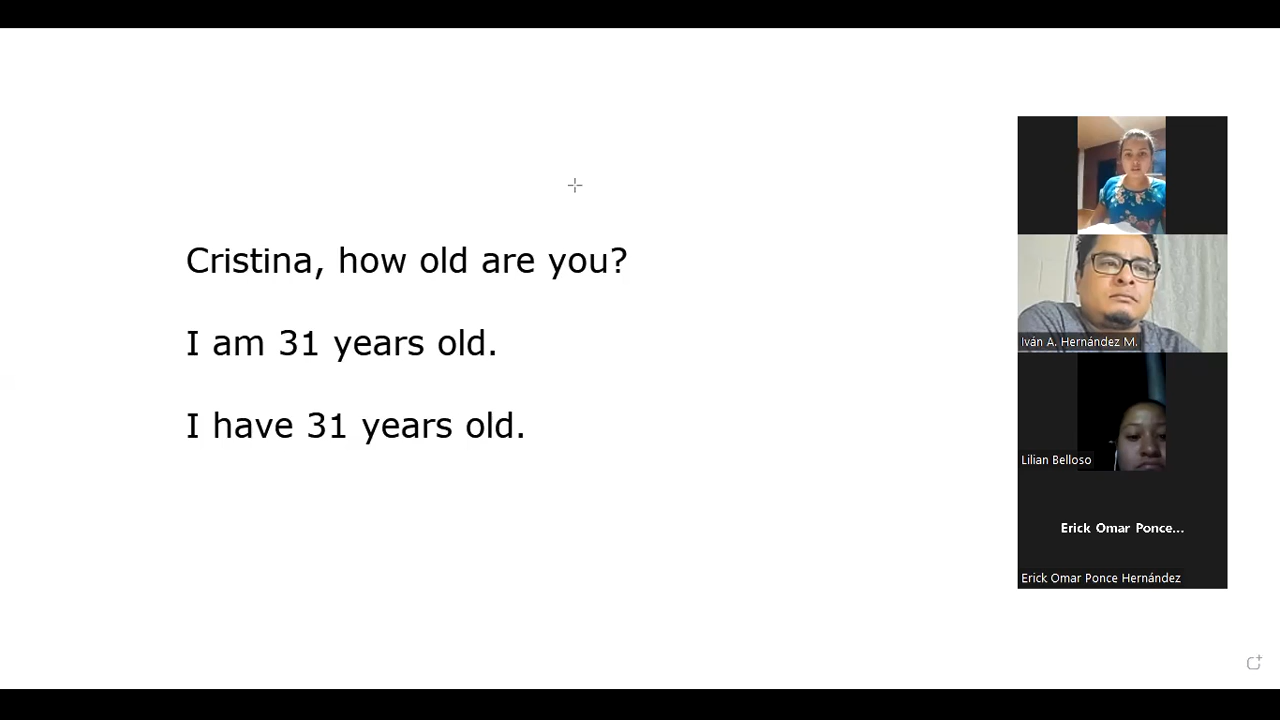 Cristina, how old are you?
I am 31 years old.
I have 31 years old.
Iván A. Hernández M.
Lilian Belloso
Erick Omar Ponce...
Erick Omar Ponce Hernández